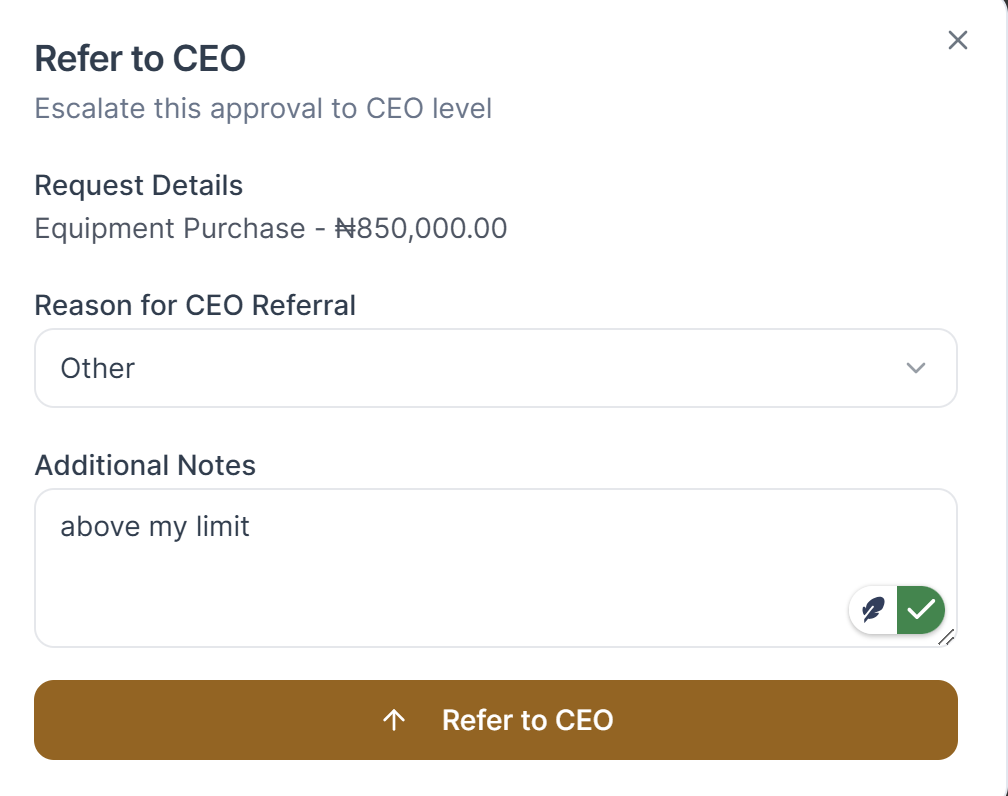 Refer to CEO
Escalate this approval to CEO level
Request Details
Equipment Purchase - ₦850,000.00
Reason for CEO Referral
Other
Additional Notes
above my limit
Refer to CEO